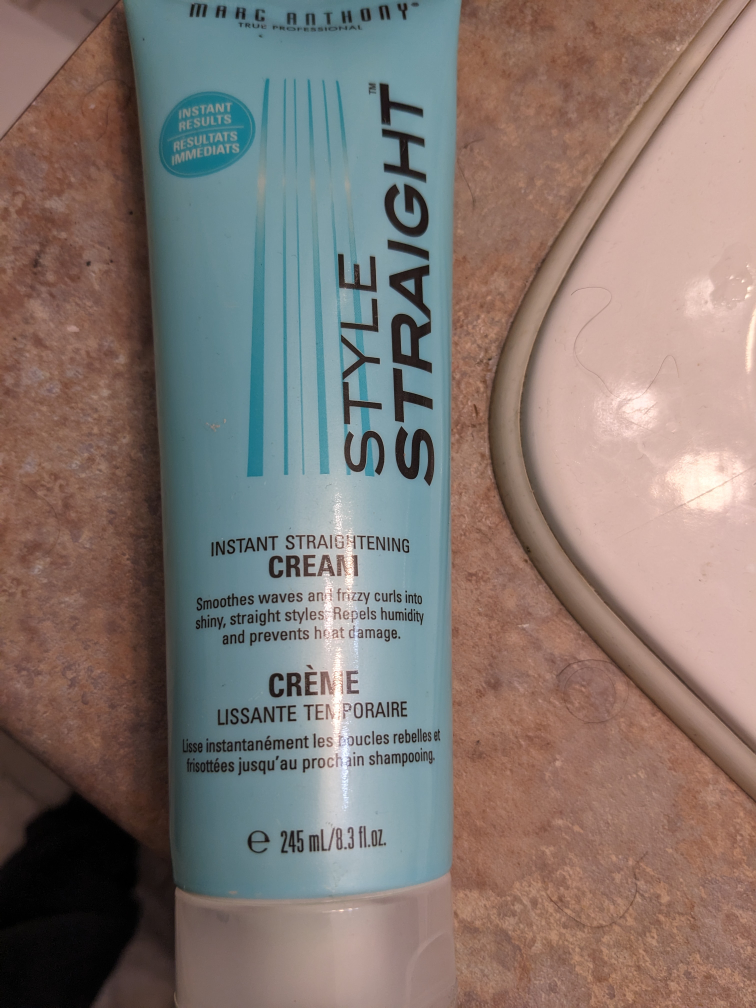 MARC ANTHONY®
TRUE PROFESSIONAL
INSTANT
RESULTS
RÉSULTATS
IMMÉDIATS
STYLE
STRAIGHT™
INSTANT STRAIGHTENING
CREAM
Smoothes waves and frizzy curls into
shiny, straight styles. Repels humidity
and prevents heat damage.
CRÈME
LISSANTE TEMPORAIRE
Lisse instantanément les boucles rebelles et
frisottées jusqu'au prochain shampooing.
e 245 mL/8.3 fl.oz.